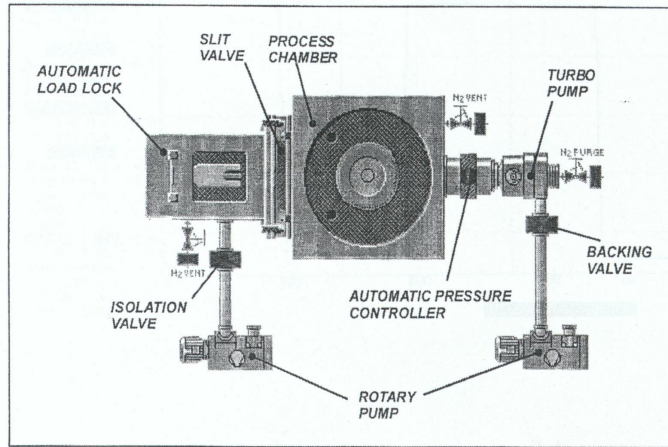 SLIT
VALVE
PROCESS
CHAMBER
AUTOMATIC
LOAD LOCK
TURBO
PUMP
N2 VENT
N2 PURGE
N2 VENT
ISOLATION
VALVE
AUTOMATIC PRESSURE
CONTROLLER
BACKING
VALVE
ROTARY
PUMP